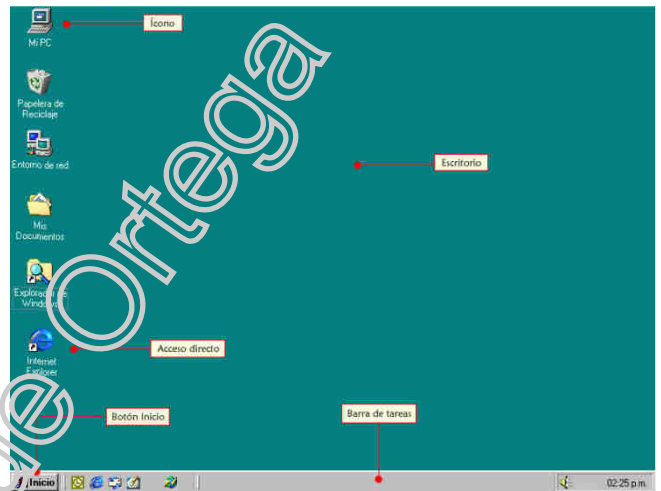 Ícono
Mi PC
Papelera de
Reciclaje
Entorno de red
Escritorio
Mis
Documentos
Explorador de
Windows
Acceso directo
Internet
Explorer
Botón Inicio
Barra de tareas
Inicio
02:25 p.m.
Ortega